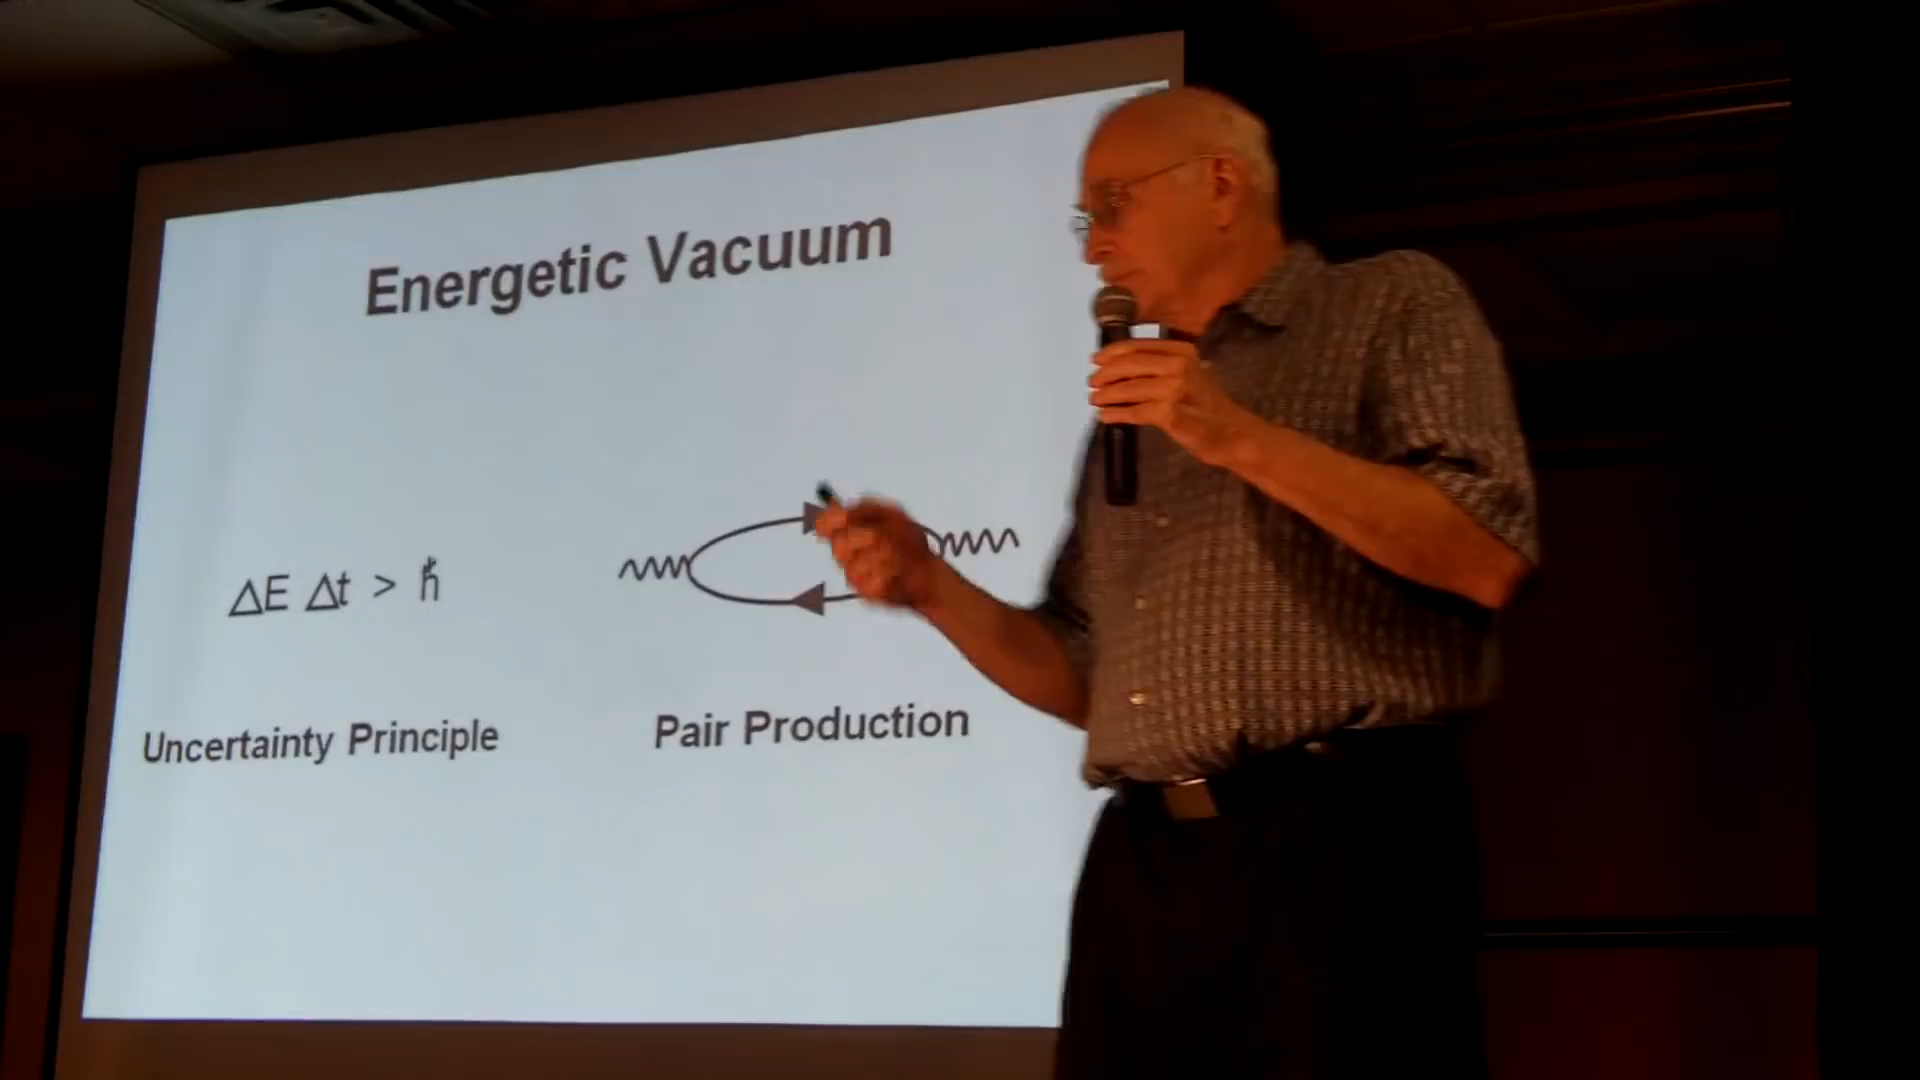 Energetic Vacuum
ΔE Δt > ℏ
Uncertainty Principle
Pair Production